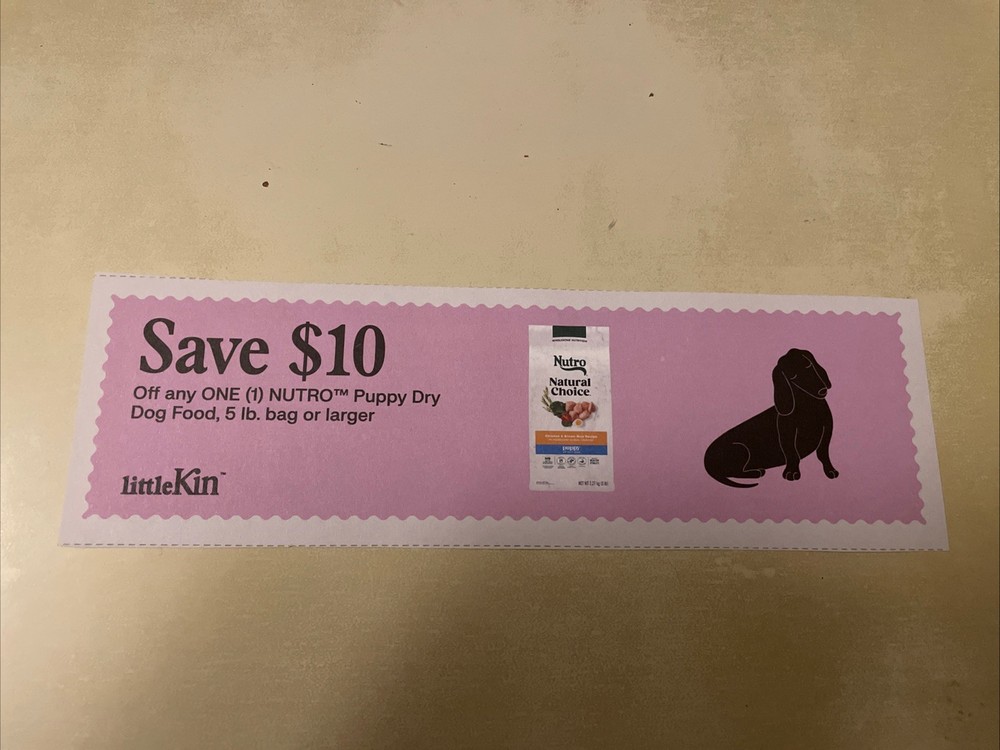 Save $10
Off any ONE (1) NUTRO™ Puppy Dry
Dog Food, 5 lb. bag or larger
littleKin™
Nutro
Natural
Choice
puppy